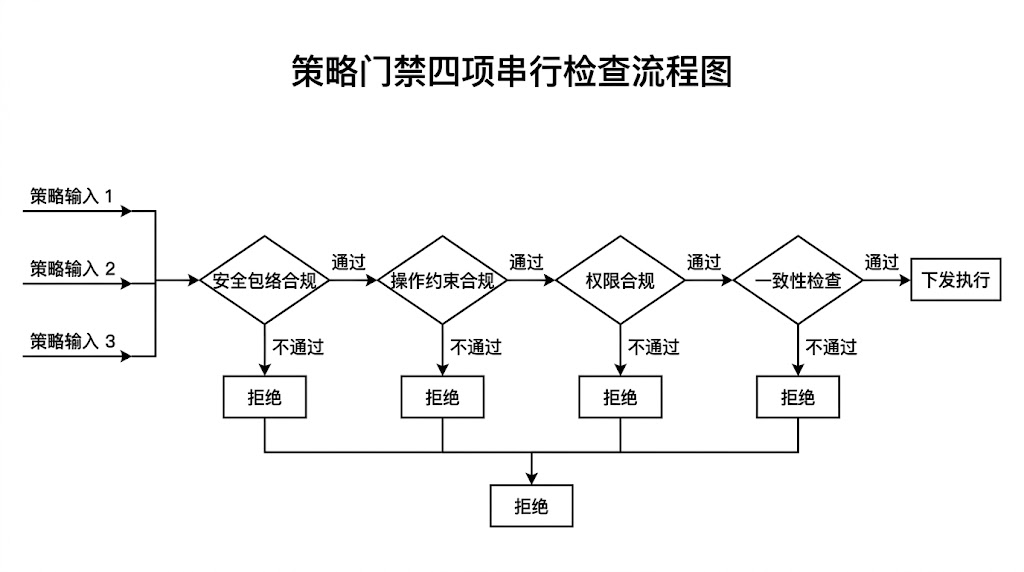 策略门禁四项串行检查流程图
策略输入 1
策略输入 2
策略输入 3
安全包络合规
通过
操作约束合规
通过
权限合规
通过
一致性检查
通过
下发执行
不通过
不通过
不通过
不通过
拒绝
拒绝
拒绝
拒绝
拒绝